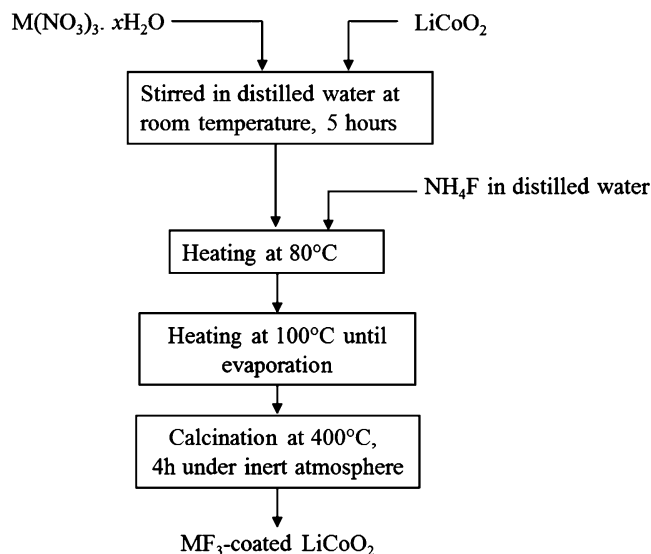 M(NO₃)₃. xH₂O
LiCoO₂
Stirred in distilled water at
room temperature, 5 hours
NH₄F in distilled water
Heating at 80°C
Heating at 100°C until
evaporation
Calcination at 400°C,
4h under inert atmosphere
MF₃-coated LiCoO₂